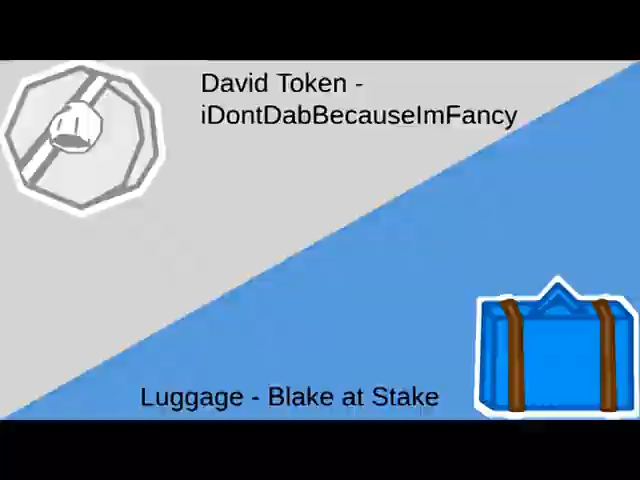 David Token -
iDontDabBecauseImFancy
Luggage - Blake at Stake